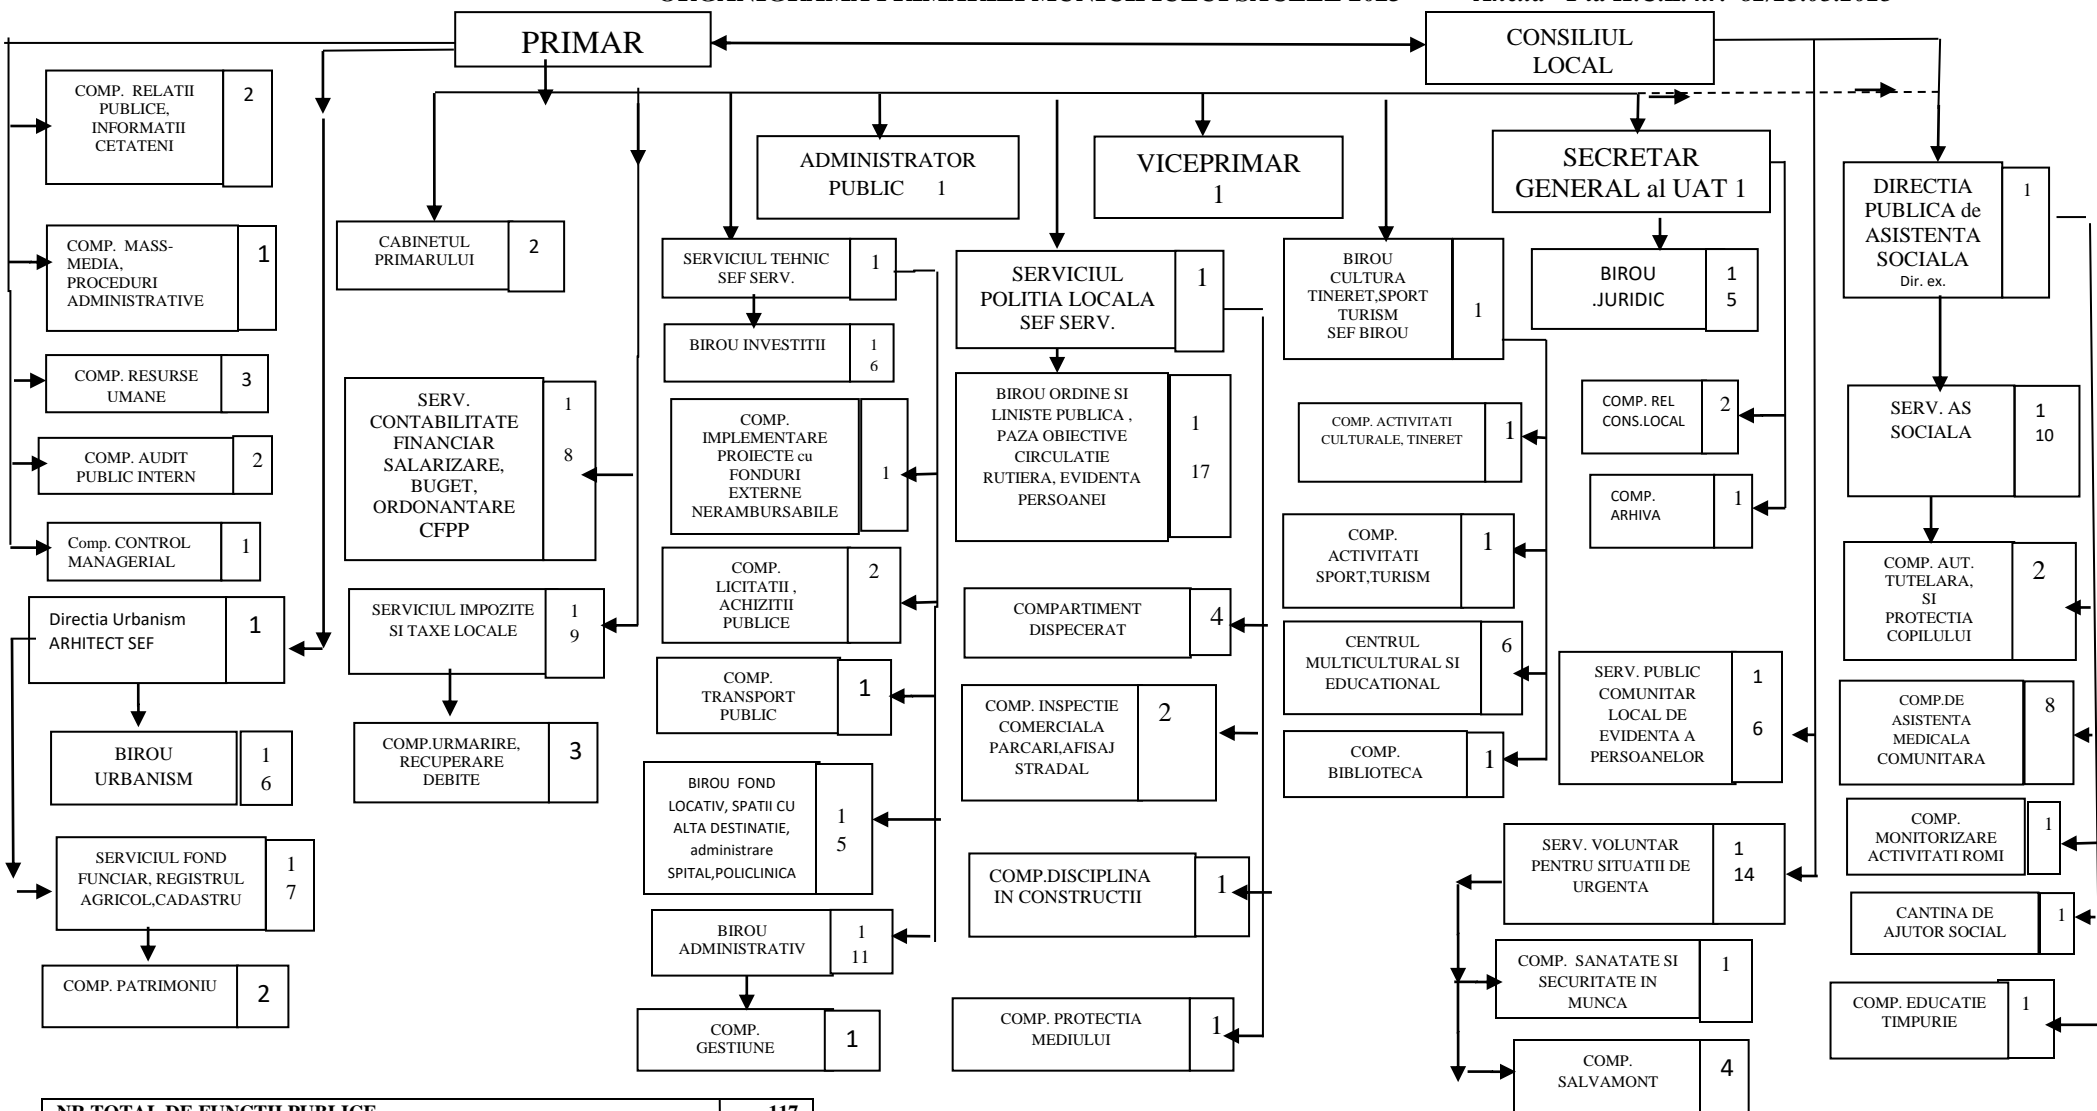 ORGANIGRAMA PRIMARIEI MUNICIPIULUI SACELE 2023
PRIMAR
CONSILIUL
LOCAL
COMP. RELATII
PUBLICE,
INFORMATII
CETATENI
2
COMP. MASS-
MEDIA,
PROCEDURI
ADMINISTRATIVE
1
COMP. RESURSE
UMANE
3
COMP. AUDIT
PUBLIC INTERN
2
Comp. CONTROL
MANAGERIAL
1
Directia Urbanism
ARHITECT SEF
1
BIROU
URBANISM
1
6
SERVICIUL FOND
FUNCIAR, REGISTRUL
AGRICOL,CADASTRU
1
7
COMP. PATRIMONIU
2
CABINETUL
PRIMARULUI
2
SERV.
CONTABILITATE
FINANCIAR
SALARIZARE,
BUGET,
ORDONANTARE
CFPP
1
8
SERVICIUL IMPOZITE
SI TAXE LOCALE
1
9
COMP.URMARIRE,
RECUPERARE
DEBITE
3
ADMINISTRATOR
PUBLIC 1
VICEPRIMAR
1
SECRETAR
GENERAL al UAT 1
SERVICIUL TEHNIC
SEF SERV.
1
BIROU INVESTITII
1
6
COMP.
IMPLEMENTARE
PROIECTE cu
FONDURI
EXTERNE
NERAMBURSABILE
1
COMP.
LICITATII ,
ACHIZITII
PUBLICE
2
COMP.
TRANSPORT
PUBLIC
1
BIROU FOND
LOCATIV, SPATII CU
ALTA DESTINATIE,
administrare
SPITAL,POLICLINICA
1
5
BIROU
ADMINISTRATIV
1
11
COMP.
GESTIUNE
1
SERVICIUL
POLITIA LOCALA
SEF SERV.
1
BIROU ORDINE SI
LINISTE PUBLICA ,
PAZA OBIECTIVE
CIRCULATIE
RUTIERA, EVIDENTA
PERSOANEI
1
17
COMPARTIMENT
DISPECERAT
4
COMP. INSPECTIE
COMERCIALA
PARCARI,AFISAJ
STRADAL
2
COMP.DISCIPLINA
IN CONSTRUCTII
1
COMP. PROTECTIA
MEDIULUI
1
BIROU
CULTURA
TINERET,SPORT
TURISM
SEF BIROU
1
COMP. ACTIVITATI
CULTURALE, TINERET
1
COMP.
ACTIVITATI
SPORT,TURISM
1
CENTRUL
MULTICULTURAL SI
EDUCATIONAL
6
COMP.
BIBLIOTECA
1
BIROU
.JURIDIC
1
5
COMP. REL
CONS.LOCAL
2
COMP.
ARHIVA
1
SERV. PUBLIC
COMUNITAR
LOCAL DE
EVIDENTA A
PERSOANELOR
1
6
SERV. VOLUNTAR
PENTRU SITUATII DE
URGENTA
1
14
COMP. SANATATE SI
SECURITATE IN
MUNCA
1
COMP.
SALVAMONT
4
DIRECTIA
PUBLICA de
ASISTENTA
SOCIALA
Dir. ex.
1
SERV. AS
SOCIALA
1
10
COMP. AUT.
TUTELARA,
SI
PROTECTIA
COPILULUI
2
COMP.DE
ASISTENTA
MEDICALA
COMUNITARA
8
COMP.
MONITORIZARE
ACTIVITATI ROMI
1
CANTINA DE
AJUTOR SOCIAL
1
COMP. EDUCATIE
TIMPURIE
1
NR TOTAL DE FUNCTII PUBLICE 117